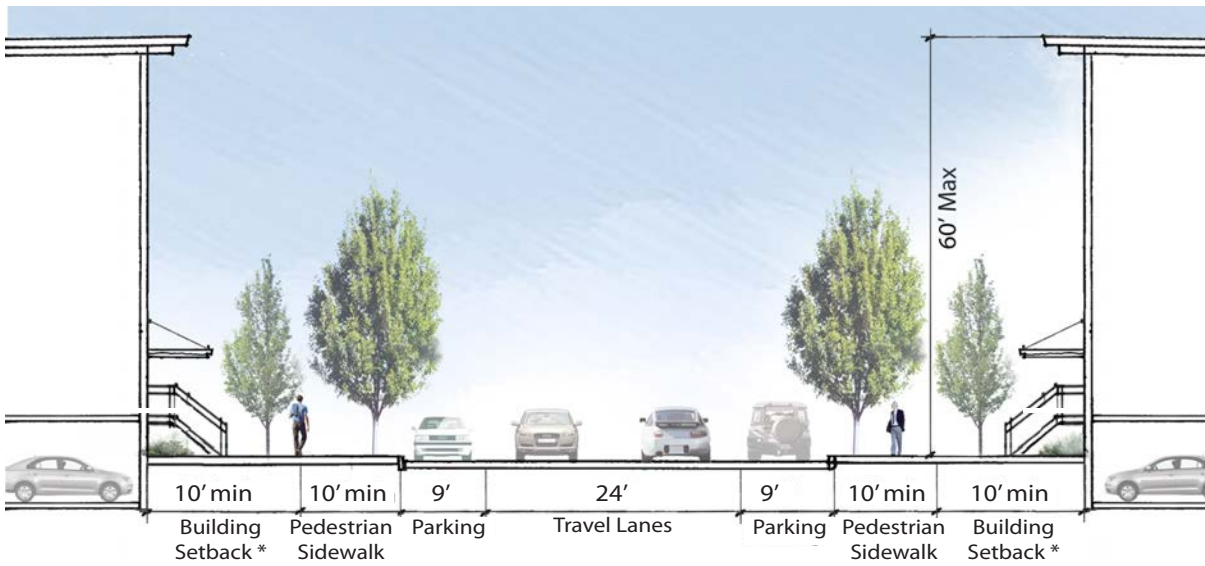 60’ Max
10’ min 10’ min 9’ 24’ 9’ 10’ min 10’ min
Building Pedestrian Parking Travel Lanes Parking Pedestrian Building
Setback * Sidewalk Sidewalk Setback *